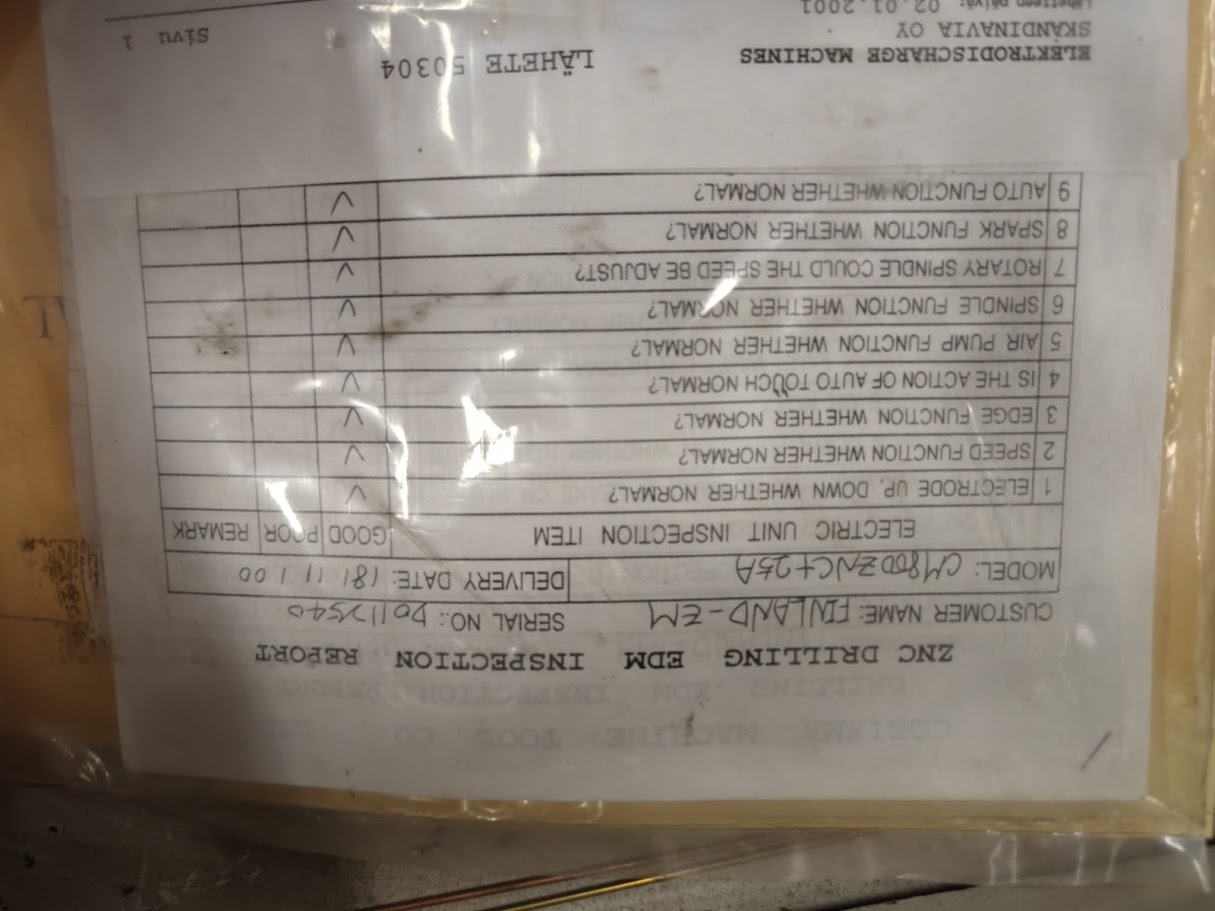 ZNC DRILLING EDM INSPECTION REPORT
CUSTOMER NAME: FINLAND-EM SERIAL NO.: D0112540
MODEL: CM800ZNC+25A DELIVERY DATE: 18/11/00
ELECTRIC UNIT INSPECTION ITEM GOOD POOR REMARK
1 ELECTRODE UP, DOWN WHETHER NORMAL? ✓
2 SPEED FUNCTION WHETHER NORMAL? ✓
3 EDGE FUNCTION WHETHER NORMAL? ✓
4 IS THE ACTION OF AUTO TOUCH NORMAL? ✓
5 AIR PUMP FUNCTION WHETHER NORMAL? ✓
6 SPINDLE FUNCTION WHETHER NORMAL? ✓
7 ROTARY SPINDLE COULD THE SPEED BE ADJUST? ✓
8 SPARK FUNCTION WHETHER NORMAL? ✓
9 AUTO FUNCTION WHETHER NORMAL? ✓
ELEKTRODISCHARGE MACHINES LÄHETE 50304
SKANDINAVIA OY Sivu 1
Lähetteen päivä: 02.01.2001